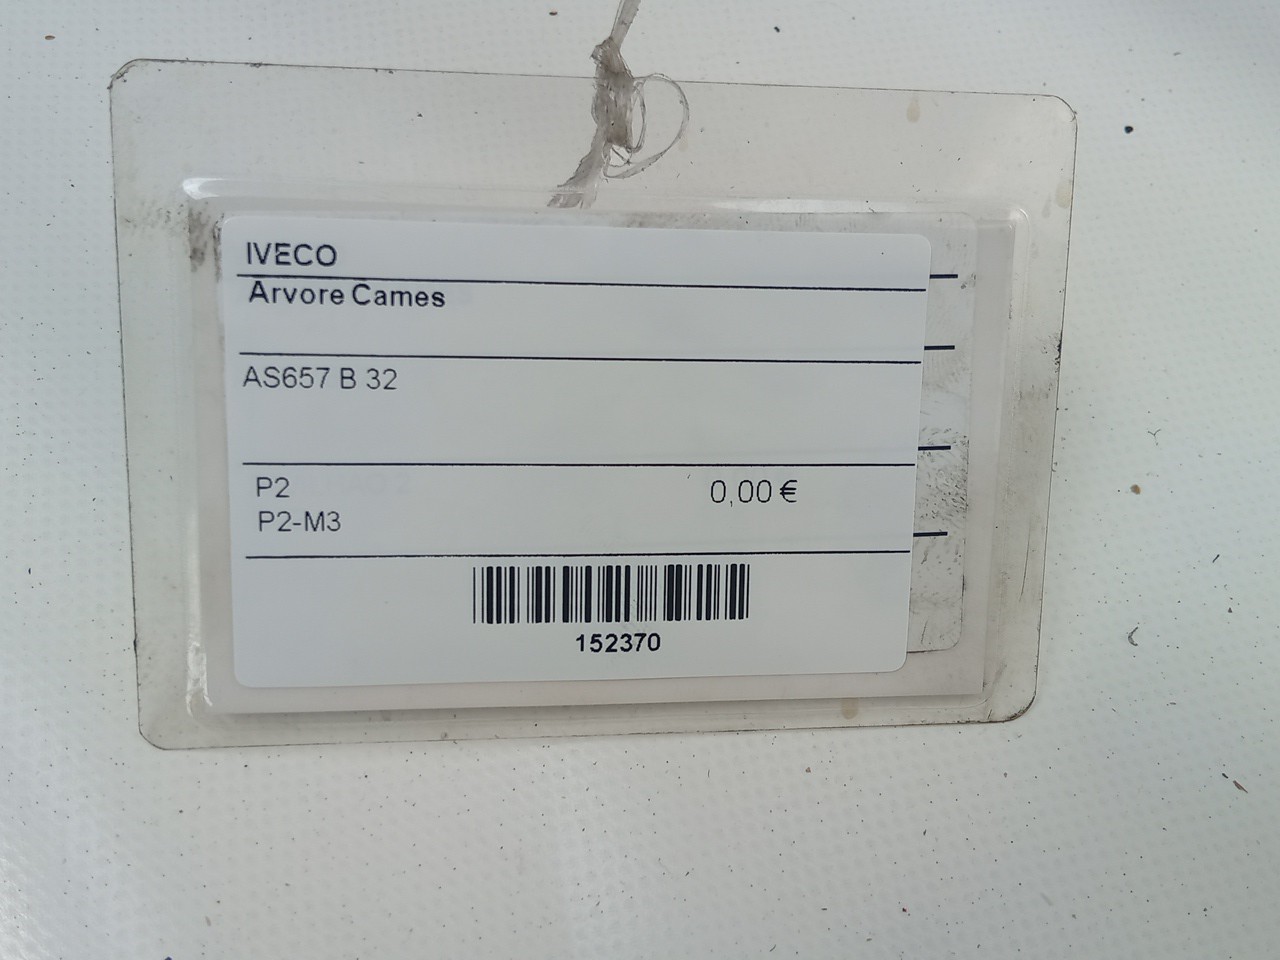 IVECO
Arvore Cames
AS657 B 32
P2
0,00 €
P2-M3
152370